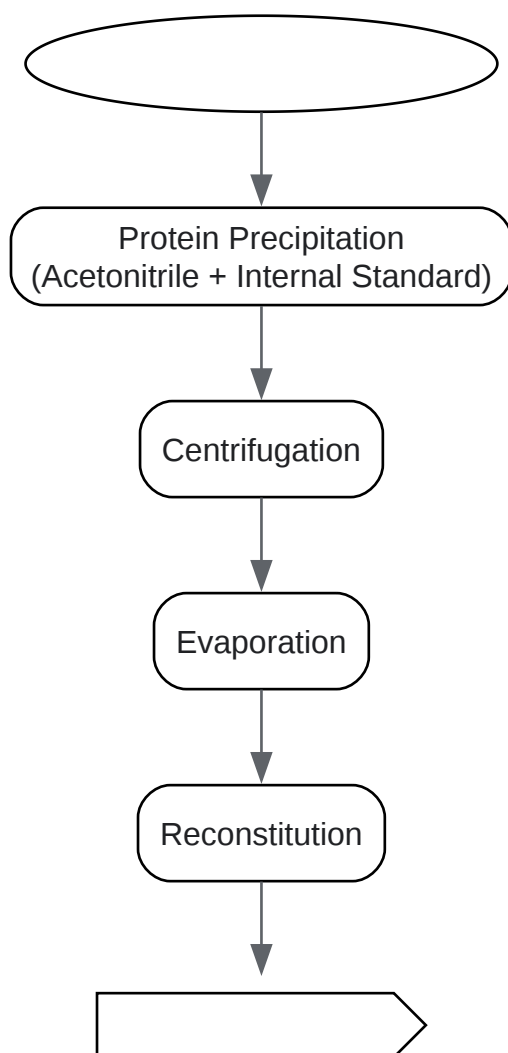 Protein Precipitation
(Acetonitrile + Internal Standard)
Centrifugation
Evaporation
Reconstitution